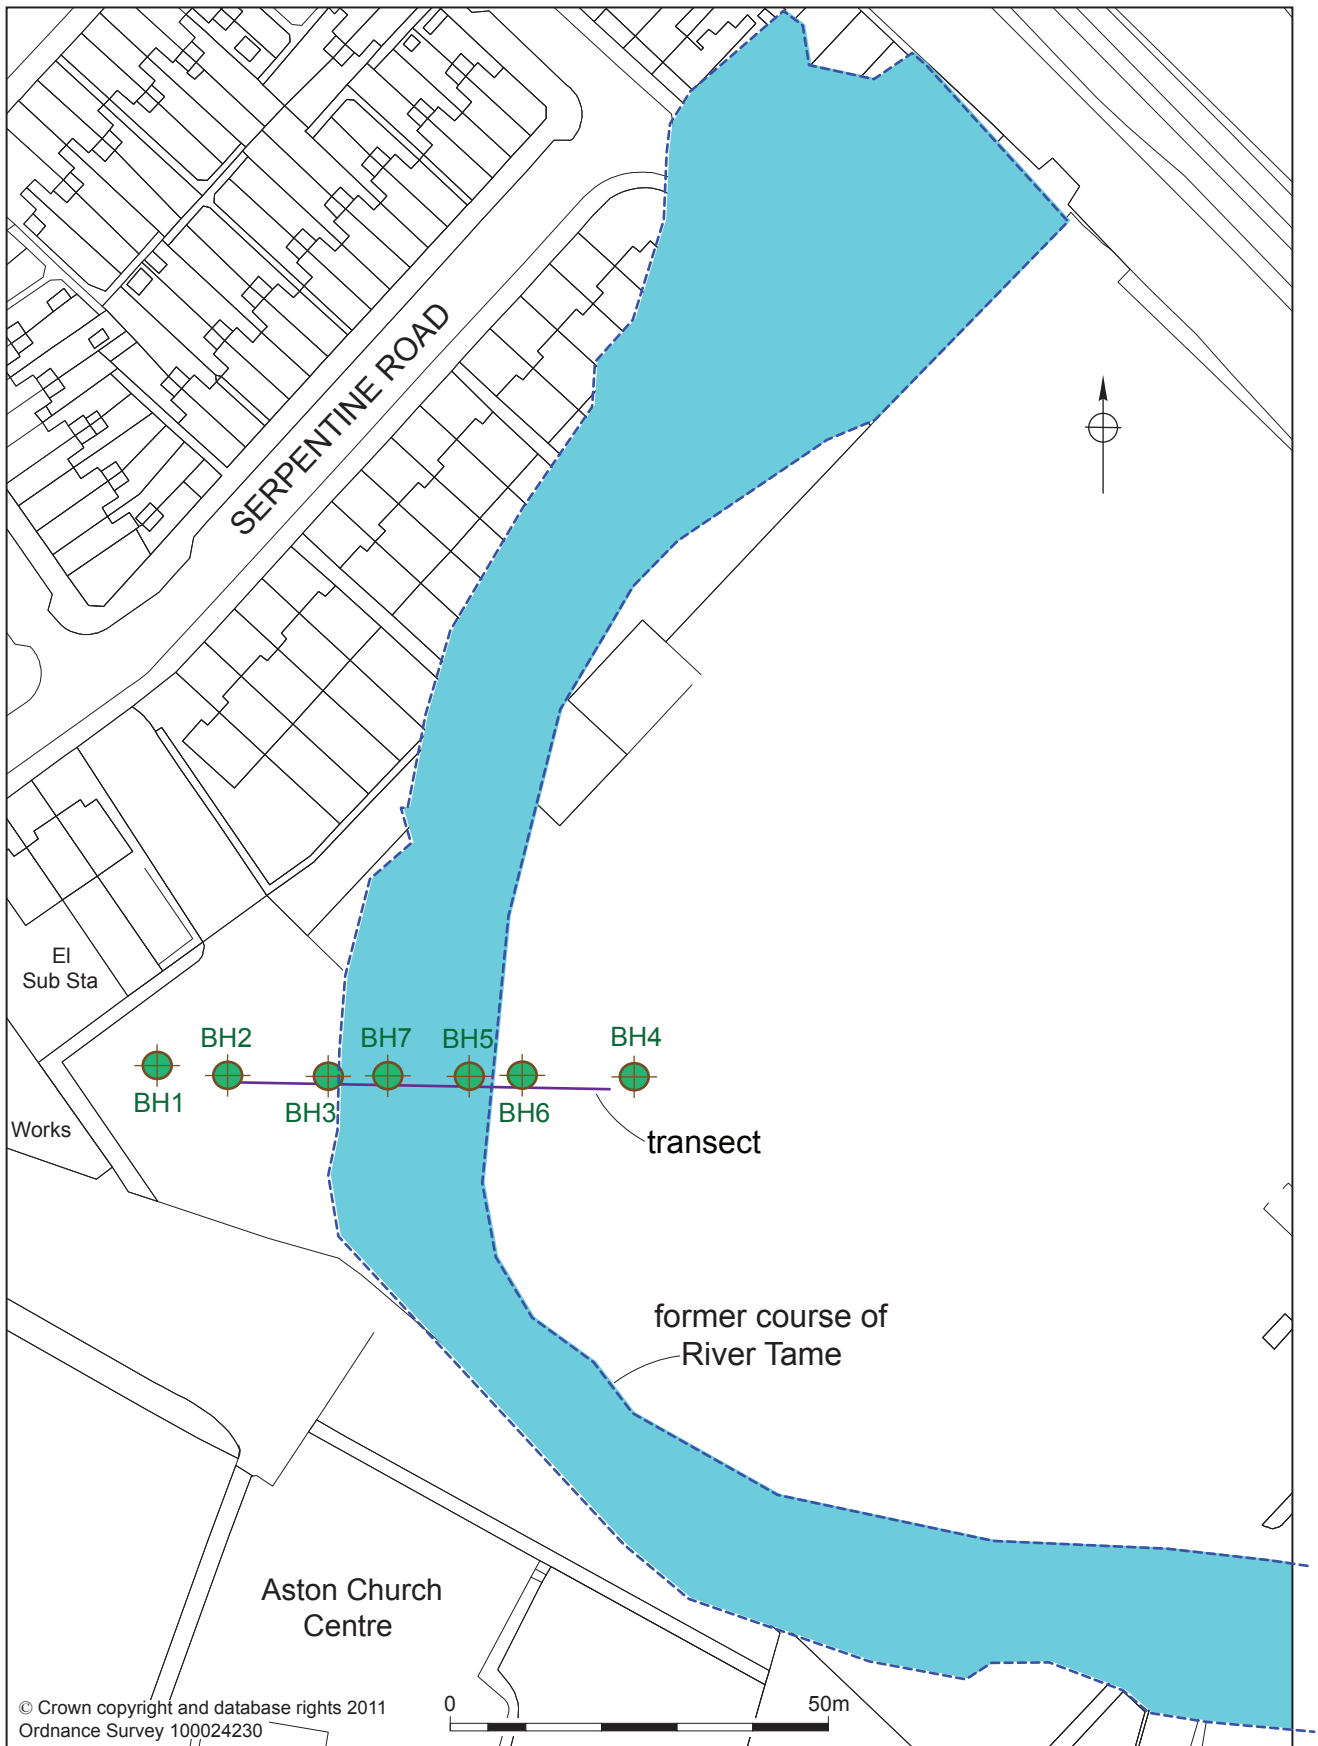 SERPENTINE ROAD
El
Sub Sta
BH2
BH7
BH5
BH4
BH1
BH3
BH6
Works
transect
former course of
River Tame
Aston Church
Centre
© Crown copyright and database rights 2011
Ordnance Survey 100024230
0
50m